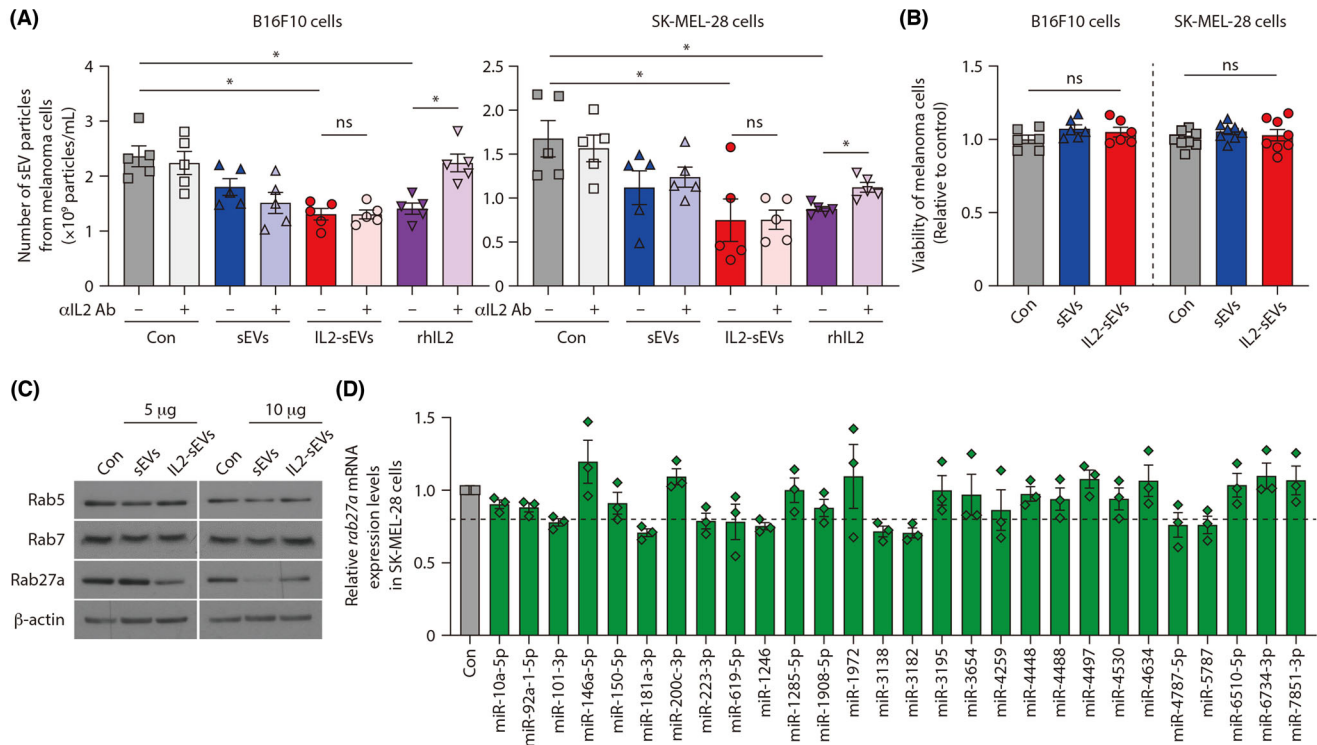 (A)
B16F10 cells
SK-MEL-28 cells
Number of sEV particles
from melanoma cells
(×10⁹ particles/mL)
4
3
2
1
0
*
*
*
ns
2.5
2.0
1.5
1.0
0.5
0.0
*
*
*
ns
αIL2 Ab
− + − + − + − +
Con sEVs IL2-sEVs rhIL2
αIL2 Ab
− + − + − + − +
Con sEVs IL2-sEVs rhIL2
(B)
B16F10 cells
SK-MEL-28 cells
Viability of melanoma cells
(Relative to control)
1.5
1.0
0.5
0.0
ns
ns
Con sEVs IL2-sEVs Con sEVs IL2-sEVs
(C)
5 μg 10 μg
Con sEVs IL2-sEVs Con sEVs IL2-sEVs
Rab5
Rab7
Rab27a
β-actin
(D)
Relative rab27a mRNA
expression levels
in SK-MEL-28 cells
1.5
1.0
0.5
1
Con
miR-10a-5p
miR-92a-1-5p
miR-101-3p
miR-146a-5p
miR-150-5p
miR-181a-3p
miR-200c-3p
miR-223-3p
miR-619-5p
miR-1246
miR-1285-5p
miR-1908-5p
miR-1972
miR-3138
miR-3182
miR-3195
miR-3654
miR-4259
miR-4448
miR-4488
miR-4497
miR-4530
miR-4634
miR-4787-5p
miR-5787
miR-6510-5p
miR-6734-3p
miR-7851-3p